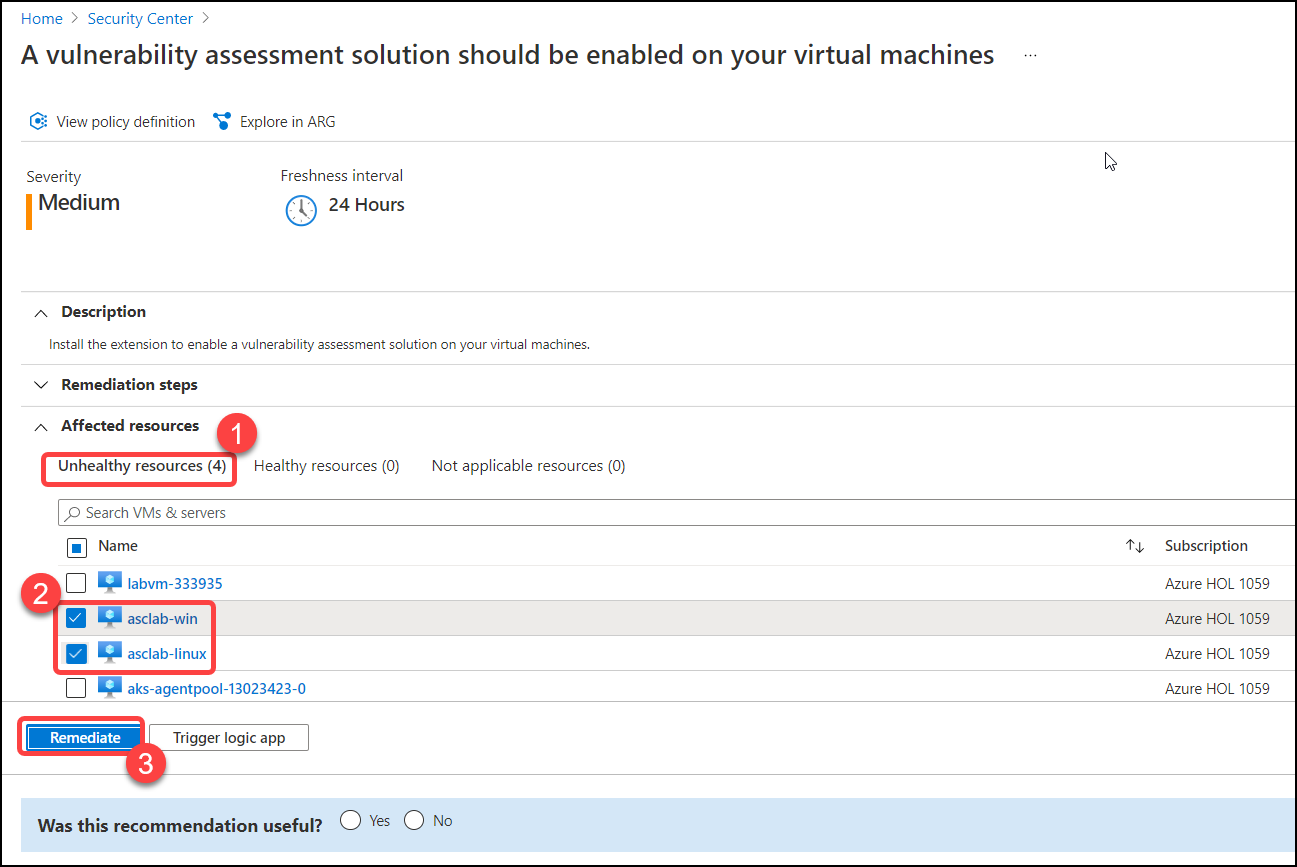 Home > Security Center >
A vulnerability assessment solution should be enabled on your virtual machines ...
View policy definition Explore in ARG
Severity Freshness interval
Medium 24 Hours
Description
Install the extension to enable a vulnerability assessment solution on your virtual machines.
Remediation steps
Affected resources
1
Unhealthy resources (4) Healthy resources (0) Not applicable resources (0)
Search VMs & servers
Name Subscription
labvm-333935 Azure HOL 1059
2
asclab-win Azure HOL 1059
asclab-linux Azure HOL 1059
aks-agentpool-13023423-0 Azure HOL 1059
Remediate Trigger logic app
3
Was this recommendation useful? Yes No